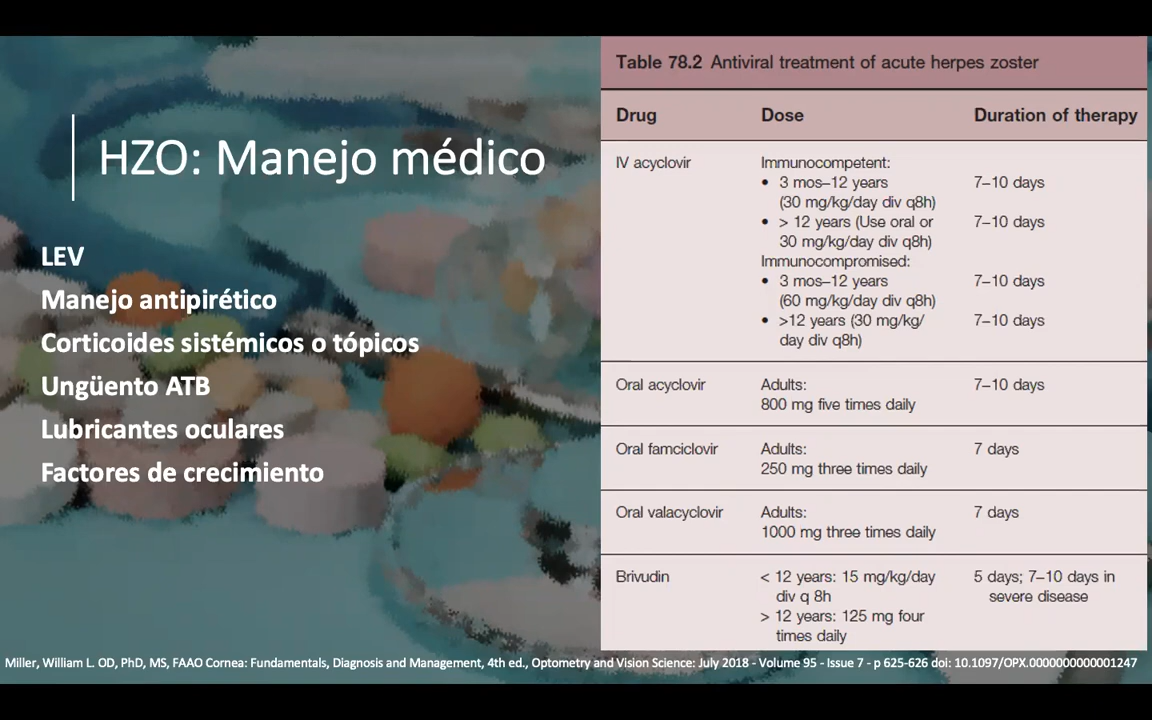 HZO: Manejo médico
LEV
Manejo antipirético
Corticoides sistémicos o tópicos
Ungüento ATB
Lubricantes oculares
Factores de crecimiento
Table 78.2 Antiviral treatment of acute herpes zoster
Drug Dose Duration of therapy
IV acyclovir Immunocompetent:
• 3 mos–12 years 7–10 days
(30 mg/kg/day div q8h)
• > 12 years (Use oral or 7–10 days
30 mg/kg/day div q8h)
Immunocompromised:
• 3 mos–12 years 7–10 days
(60 mg/kg/day div q8h)
• >12 years (30 mg/kg/ 7–10 days
day div q8h)
Oral acyclovir Adults: 7–10 days
800 mg five times daily
Oral famciclovir Adults: 7 days
250 mg three times daily
Oral valacyclovir Adults: 7 days
1000 mg three times daily
Brivudin < 12 years: 15 mg/kg/day 5 days; 7–10 days in
div q 8h severe disease
> 12 years: 125 mg four
times daily
Miller, William L. OD, PhD, MS, FAAO Cornea: Fundamentals, Diagnosis and Management, 4th ed., Optometry and Vision Science: July 2018 - Volume 95 - Issue 7 - p 625-626 doi: 10.1097/OPX.0000000000001247